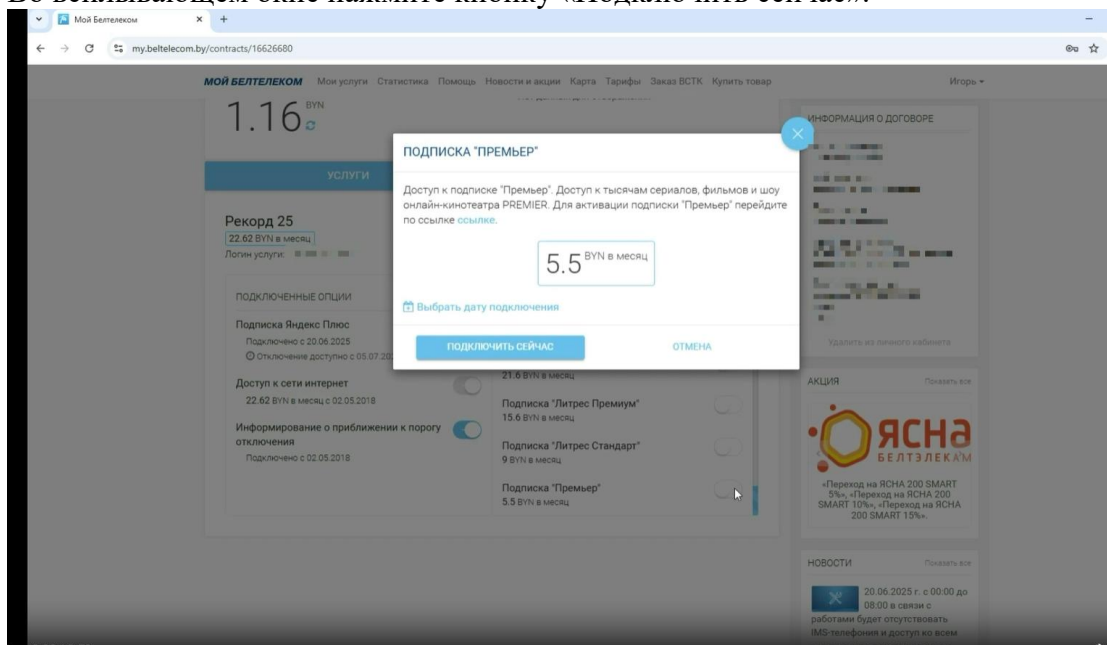 Во всплывающем окне нажмите кнопку «Подключить сейчас».
Мой Белтелеком
my.beltelecom.by/contracts/16626680
МОЙ БЕЛТЕЛЕКОМ Мои услуги Статистика Помощь Новости и акции Карта Тарифы Заказ ВСТК Купить товар Игорь
1.16 BYN
УСЛУГИ
Рекорд 25
22.62 BYN в месяц
Логин услуги:
ПОДКЛЮЧЕННЫЕ ОПЦИИ
Подписка Яндекс Плюс
Подключено с 20.06.2025
Отключение доступно с 05.07.20
Доступ к сети интернет
22.62 BYN в месяц с 02.05.2018
Информирование о приближении к порогу
отключения
Подключено с 02.05.2018
ПОДПИСКА "ПРЕМЬЕР"
Доступ к подписке "Премьер". Доступ к тысячам сериалов, фильмов и шоу
онлайн-кинотеатра PREMIER. Для активации подписки "Премьер" перейдите
по ссылке ссылке.
5.5 BYN в месяц
Выбрать дату подключения
ПОДКЛЮЧИТЬ СЕЙЧАС
ОТМЕНА
21.6 BYN в месяц
Подписка "Литрес Премиум"
15.6 BYN в месяц
Подписка "Литрес Стандарт"
9 BYN в месяц
Подписка "Премьер"
5.5 BYN в месяц
ИНФОРМАЦИЯ О ДОГОВОРЕ
Удалить из личного кабинета
АКЦИЯ Показать все
ЯСНА
БЕЛТЭЛЕКАМ
«Переход на ЯСНА 200 SMART
5%», «Переход на ЯСНА 200
SMART 10%», «Переход на ЯСНА
200 SMART 15%».
НОВОСТИ Показать все
20.06.2025 г. с 00:00 до
08:00 в связи с
работами будет отсутствовать
IMS-телефония и доступ ко всем